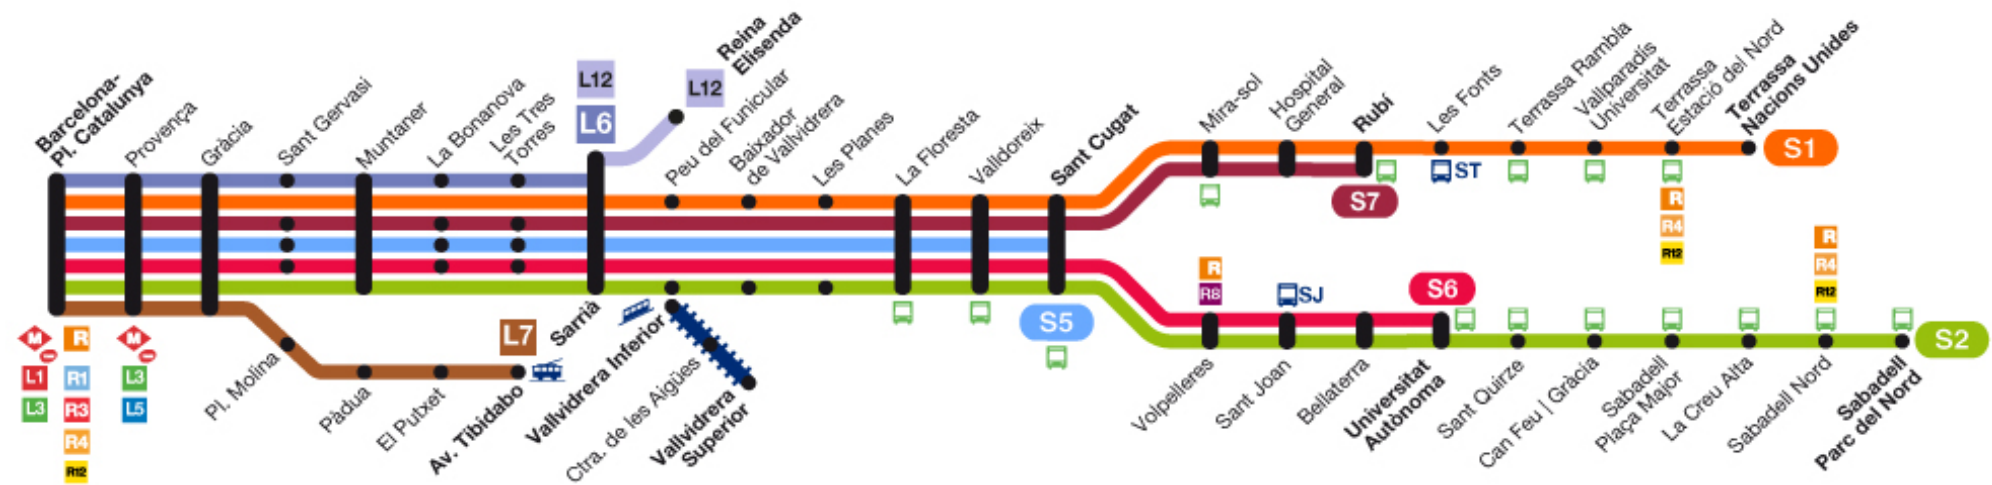 Barcelona-
Pl. Catalunya
Provença
Gràcia
Sant Gervasi
Muntaner
La Bonanova
Les Tres
Torres
L12
L6
L12
Reina
Elisenda
Peu del Funicular
Baixador
de Vallvidrera
Les Planes
La Floresta
Valldoreix
Sant Cugat
Mira-sol
Hospital
General
Rubí
Les Fonts
Terrassa Rambla
Vallparadís
Universitat
Terrassa
Estació del Nord
Terrassa
Nacions Unides
S1
ST
S7
R
R4
R12
R
R4
R12
R
R8
SJ
S6
S5
S2
M
L1
L3
R
R1
R3
R4
R12
M
L3
L5
Pl. Molina
Pàdua
El Putxet
Av. Tibidabo
L7
Sarrià
Vallvidrera Inferior
Ctra. de les Aigües
Vallvidrera
Superior
Volpelleres
Sant Joan
Bellaterra
Universitat
Autònoma
Sant Quirze
Can Feu | Gràcia
Sabadell
Plaça Major
La Creu Alta
Sabadell Nord
Sabadell
Parc del Nord